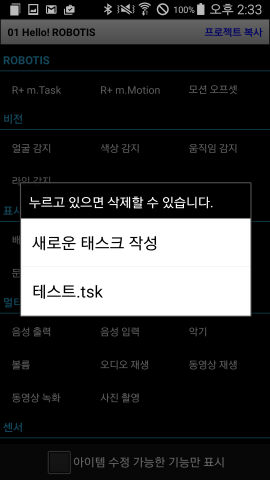 100% 오후 2:33
01 Hello! ROBOTIS 프로젝트 복사
ROBOTIS
R+ m.Task R+ m.Motion 모션 오프셋
비전
얼굴 감지 색상 감지 움직임 감지
라인 감지
누르고 있으면 삭제할 수 있습니다.
표시
새로운 태스크 작성
테스트.tsk
멀티
음성 출력 음성 입력 악기
볼륨 오디오 재생 동영상 재생
동영상 녹화 사진 촬영
센서
아이템 수정 가능한 기능만 표시